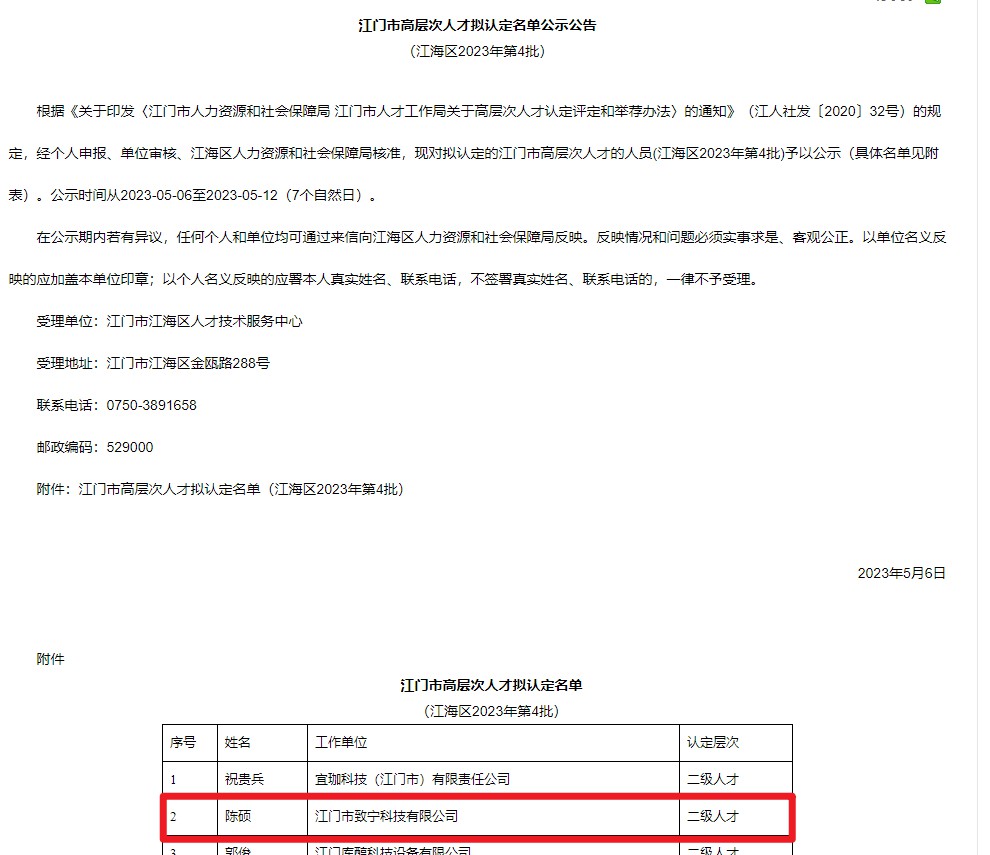 江门市高层次人才拟认定名单公示公告
（江海区2023年第4批）
根据《关于印发〈江门市人力资源和社会保障局 江门市人才工作局关于高层次人才认定评定和举荐办法〉的通知》（江人社发〔2020〕32号）的规
定，经个人申报、单位审核、江海区人力资源和社会保障局核准，现对拟认定的江门市高层次人才的人员(江海区2023年第4批)予以公示（具体名单见附
表）。公示时间从2023-05-06至2023-05-12（7个自然日）。
在公示期内若有异议，任何个人和单位均可通过来信向江海区人力资源和社会保障局反映。反映情况和问题必须实事求是、客观公正。以单位名义反
映的应加盖本单位印章；以个人名义反映的应署本人真实姓名、联系电话，不签署真实姓名、联系电话的，一律不予受理。
受理单位：江门市江海区人才技术服务中心
受理地址：江门市江海区金瓯路288号
联系电话：0750-3891658
邮政编码：529000
附件：江门市高层次人才拟认定名单（江海区2023年第4批）
2023年5月6日
附件
江门市高层次人才拟认定名单
（江海区2023年第4批）
序号 姓名 工作单位 认定层次
1 祝贵兵 宜珈科技（江门市）有限责任公司 二级人才
2 陈硕 江门市致宁科技有限公司 二级人才
3 郭俊 江门库醇科技设备有限公司 二级人才